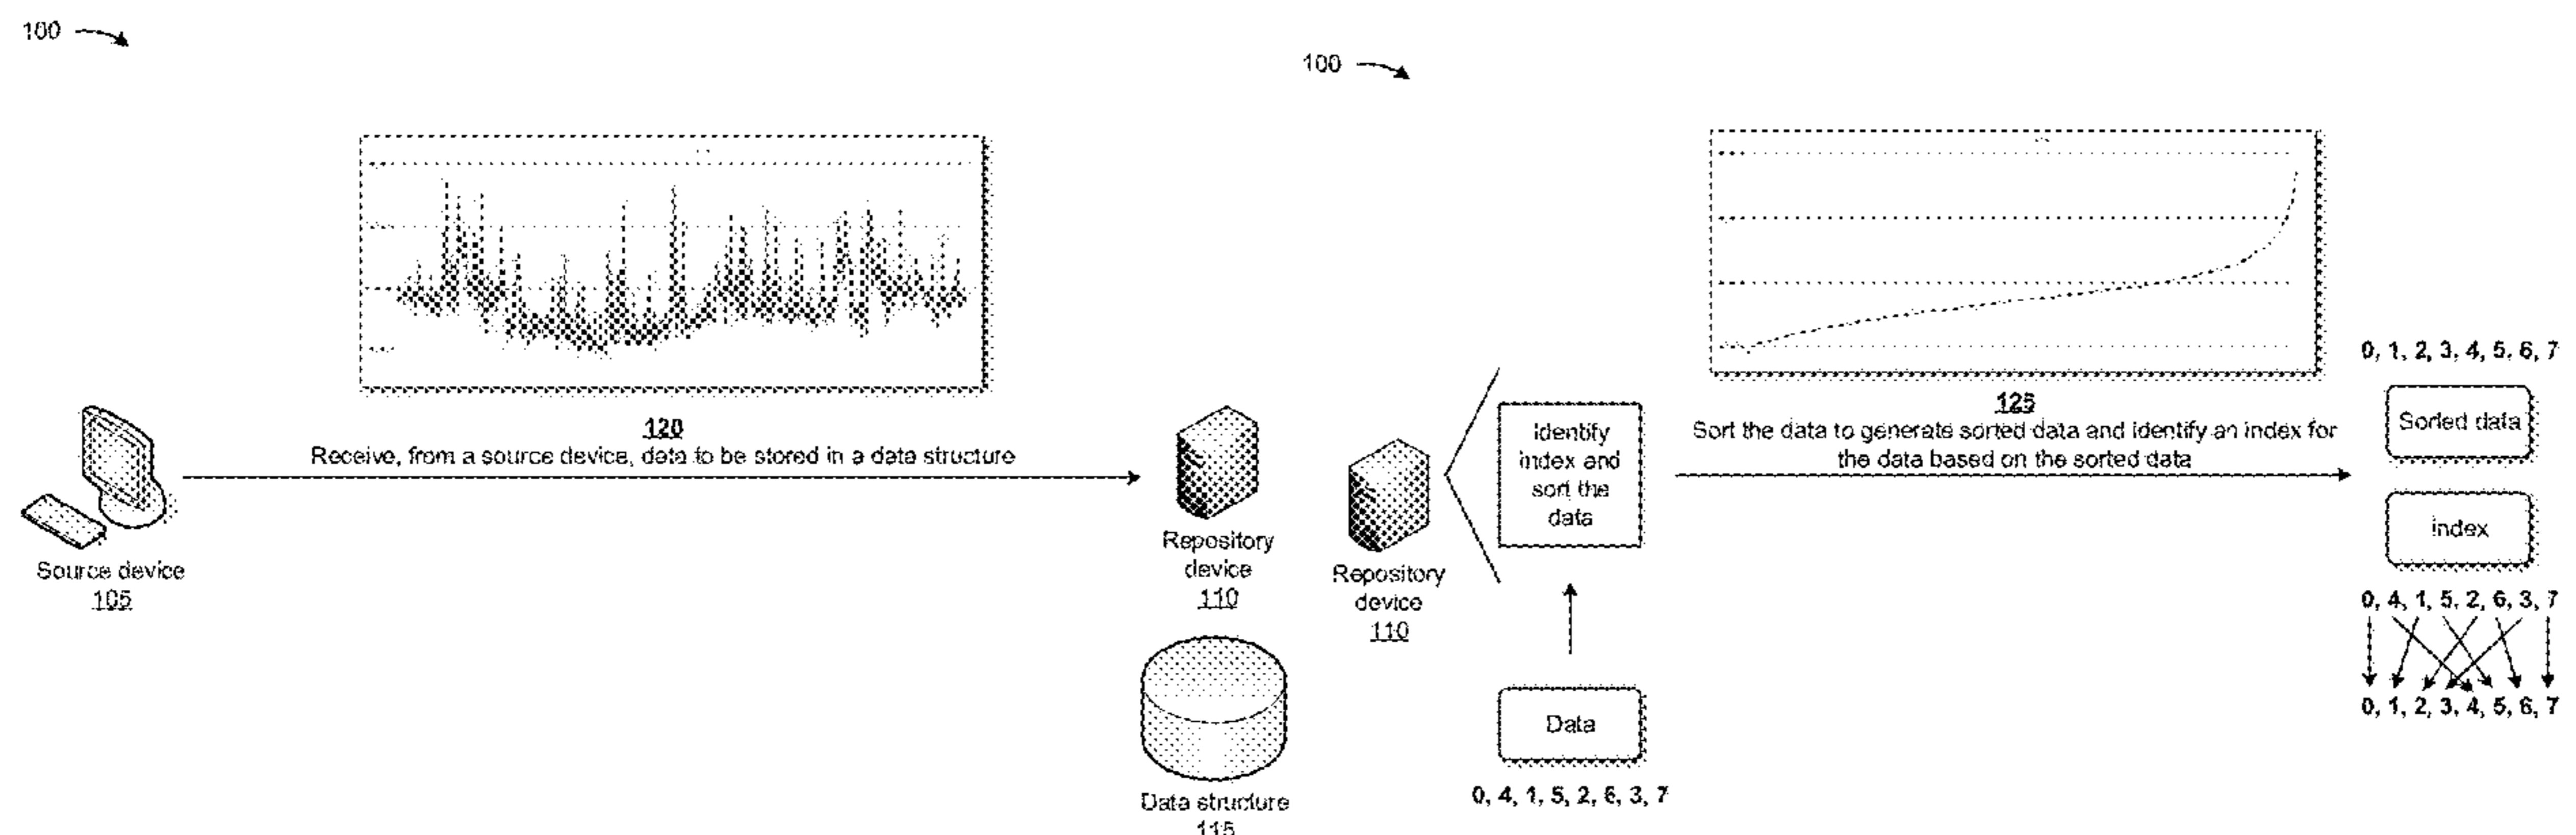 100
120
Receive, from a source device, data to be stored in a data structure
Source device
105
Repository
device
110
Data structure
115
100
125
Sort the data to generate sorted data and identify an index for
the data based on the sorted data
Identify
index and
sort the
data
Repository
device
110
Data
0, 4, 1, 5, 2, 6, 3, 7
0, 1, 2, 3, 4, 5, 6, 7
Sorted data
Index
0, 4, 1, 5, 2, 6, 3, 7
0, 1, 2, 3, 4, 5, 6, 7